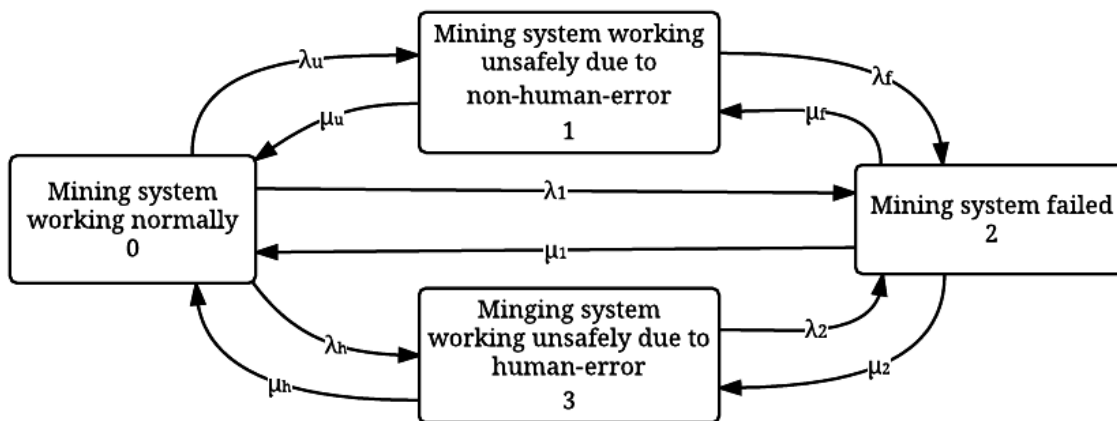 Mining system working
unsafely due to
non-human-error
1
λu
λf
μu
μf
Mining system
working normally
0
λ1
Mining system failed
2
μ1
Minging system
working unsafely due to
human-error
3
λh
λ2
μh
μ2